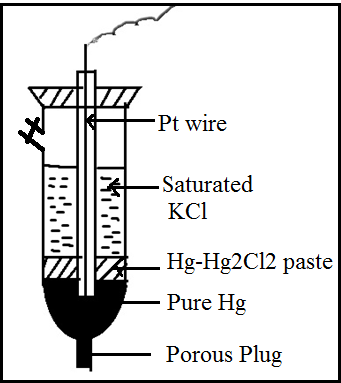 Pt wire
Saturated
KCl
Hg-Hg2Cl2 paste
Pure Hg
Porous Plug